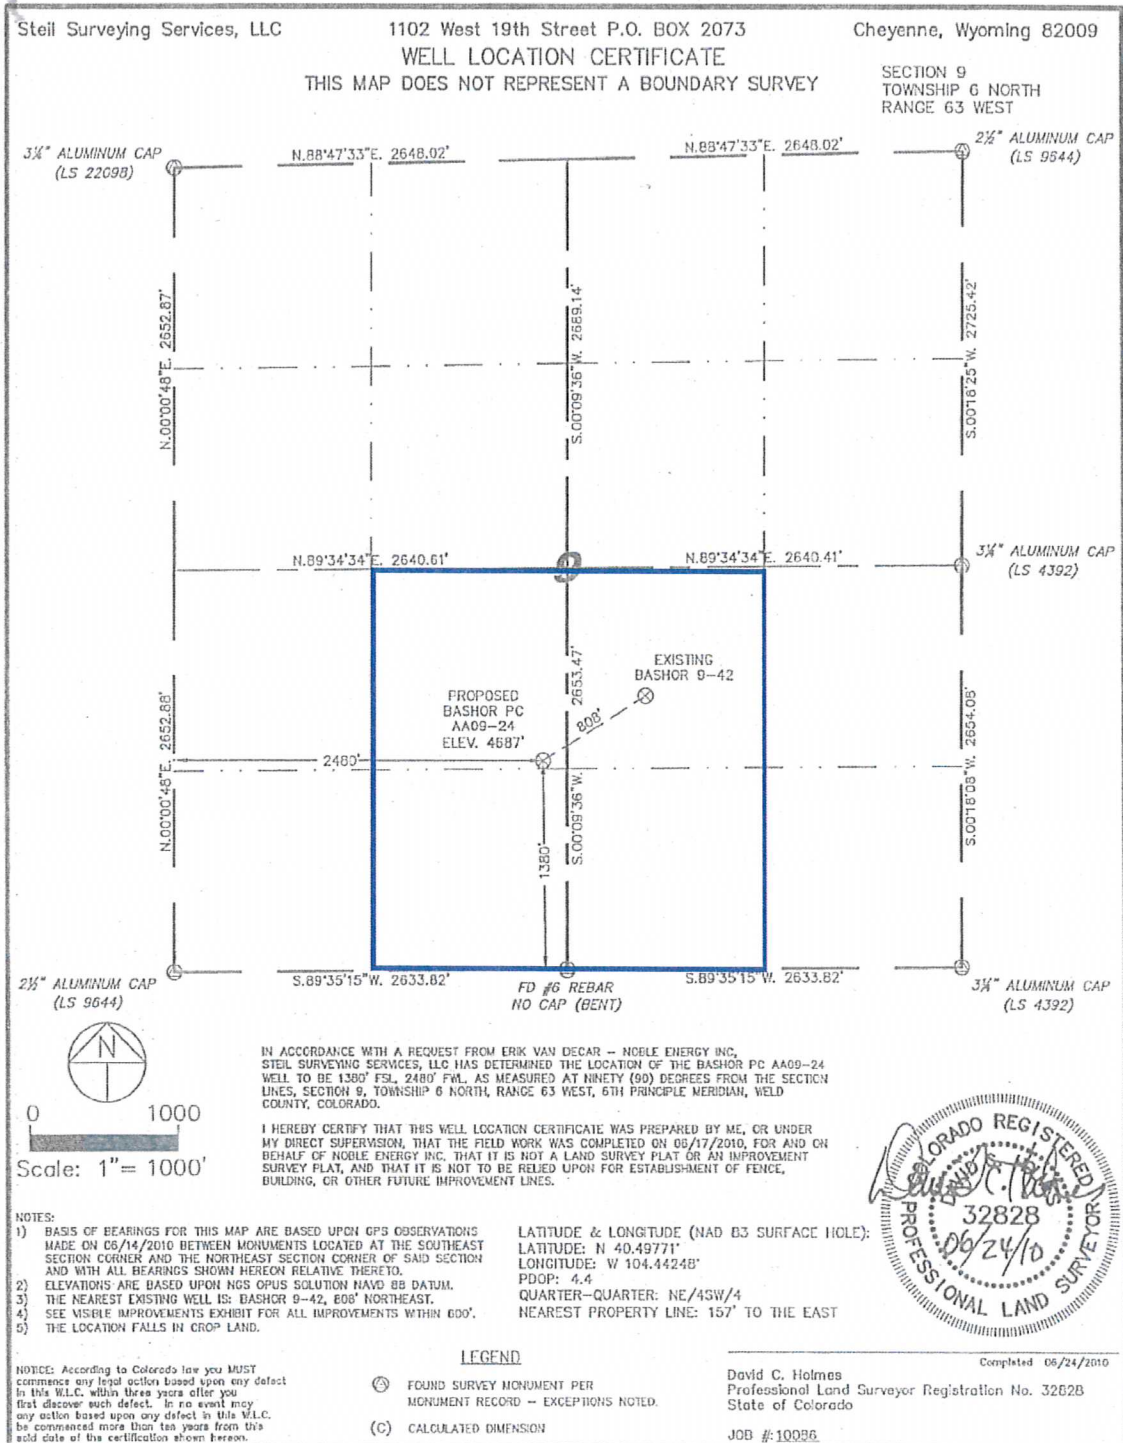 Steil Surveying Services, LLC
1102 West 19th Street P.O. BOX 2073
Cheyenne, Wyoming 82009
WELL LOCATION CERTIFICATE
THIS MAP DOES NOT REPRESENT A BOUNDARY SURVEY
SECTION 9
TOWNSHIP 6 NORTH
RANGE 63 WEST
3¼" ALUMINUM CAP
(LS 22098)
N.88°47'33"E. 2648.02'
N.88°47'33"E. 2648.02'
2½" ALUMINUM CAP
(LS 9644)
N.00°00'48"E. 2652.87'
S.00°09'36"W. 2689.14'
S.00°18'25"W. 2725.42'
N.89°34'34"E. 2640.61'
9
N.89°34'34"E. 2640.41'
3¼" ALUMINUM CAP
(LS 4392)
EXISTING
BASHOR 9-42
PROPOSED
BASHOR PC
AA09-24
ELEV. 4687'
808'
2480'
1380'
N.00°00'48"E. 2652.88'
S.00°09'36"W. 2653.47'
S.00°18'08"W. 2654.08'
2½" ALUMINUM CAP
(LS 9644)
S.89°35'15"W. 2633.82'
FD #6 REBAR
NO CAP (BENT)
S.89°35'15"W. 2633.82'
3¼" ALUMINUM CAP
(LS 4392)
N
0 1000
Scale: 1"= 1000'
IN ACCORDANCE WITH A REQUEST FROM ERIK VAN DECAR - NOBLE ENERGY INC,
STEIL SURVEYING SERVICES, LLC HAS DETERMINED THE LOCATION OF THE BASHOR PC AA09-24
WELL TO BE 1380' FSL, 2480' FWL, AS MEASURED AT NINETY (90) DEGREES FROM THE SECTION
LINES, SECTION 9, TOWNSHIP 6 NORTH, RANGE 63 WEST, 6TH PRINCIPLE MERIDIAN, WELD
COUNTY, COLORADO.
I HEREBY CERTIFY THAT THIS WELL LOCATION CERTIFICATE WAS PREPARED BY ME, OR UNDER
MY DIRECT SUPERVISION, THAT THE FIELD WORK WAS COMPLETED ON 06/17/2010, FOR AND ON
BEHALF OF NOBLE ENERGY INC, THAT IT IS NOT A LAND SURVEY PLAT OR AN IMPROVEMENT
SURVEY PLAT, AND THAT IT IS NOT TO BE RELIED UPON FOR ESTABLISHMENT OF FENCE,
BUILDING, OR OTHER FUTURE IMPROVEMENT LINES.
NOTES:
1) BASIS OF BEARINGS FOR THIS MAP ARE BASED UPON GPS OBSERVATIONS
MADE ON 06/14/2010 BETWEEN MONUMENTS LOCATED AT THE SOUTHEAST
SECTION CORNER AND THE NORTHEAST SECTION CORNER OF SAID SECTION
AND WITH ALL BEARINGS SHOWN HEREON RELATIVE THERETO.
2) ELEVATIONS ARE BASED UPON NGS OPUS SOLUTION NAVD 88 DATUM.
3) THE NEAREST EXISTING WELL IS: BASHOR 9-42, 808' NORTHEAST.
4) SEE VISIBLE IMPROVEMENTS EXHIBIT FOR ALL IMPROVEMENTS WITHIN 600'.
5) THE LOCATION FALLS IN CROP LAND.
LATITUDE & LONGITUDE (NAD 83 SURFACE HOLE):
LATITUDE: N 40.49771°
LONGITUDE: W 104.44248°
PDOP: 4.4
QUARTER-QUARTER: NE/4SW/4
NEAREST PROPERTY LINE: 157' TO THE EAST
COLORADO REGISTERED
DAVID C. HOLMES
32828
06/24/10
PROFESSIONAL LAND SURVEYOR
NOTICE: According to Colorado law you MUST
commence any legal action based upon any defect
in this W.L.C. within three years after you
first discover such defect. In no event may
any action based upon any defect in this W.L.C.
be commenced more than ten years from this
said date of the certification shown hereon.
LEGEND
FOUND SURVEY MONUMENT PER
MONUMENT RECORD - EXCEPTIONS NOTED.
(C) CALCULATED DIMENSION
Completed 06/24/2010
David C. Holmes
Professional Land Surveyor Registration No. 32828
State of Colorado
JOB #: 10086